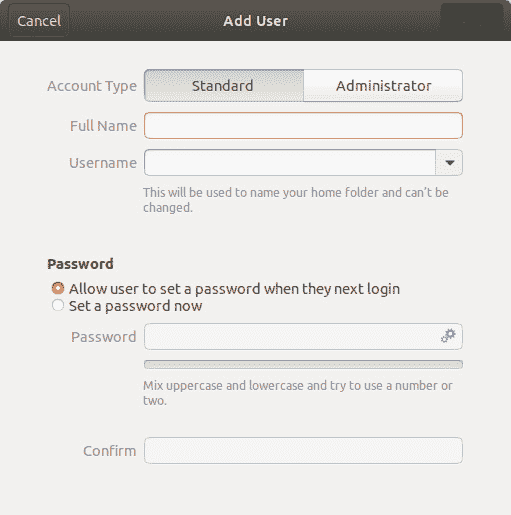 Cancel
Add User
Account Type
Standard
Administrator
Full Name
Username
This will be used to name your home folder and can't be
changed.
Password
Allow user to set a password when they next login
Set a password now
Password
Mix uppercase and lowercase and try to use a number or
two.
Confirm